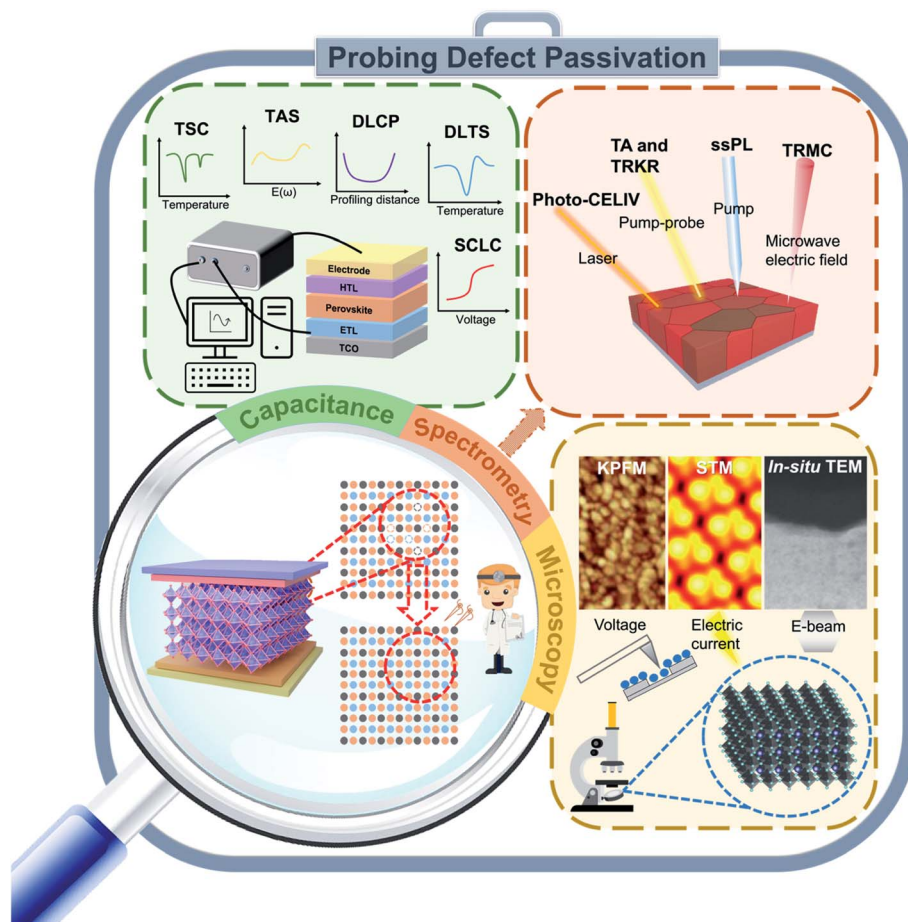 Probing Defect Passivation
TSC
Temperature
TAS
E(ω)
DLCP
Profiling distance
DLTS
Temperature
SCLC
Voltage
Electrode
HTL
Perovskite
ETL
TCO
Photo-CELIV
Laser
TA and
TRKR
Pump-probe
ssPL
Pump
TRMC
Microwave
electric field
Capacitance
Spectrometry
Microscopy
KPFM
STM
In-situ TEM
Voltage
Electric
current
E-beam